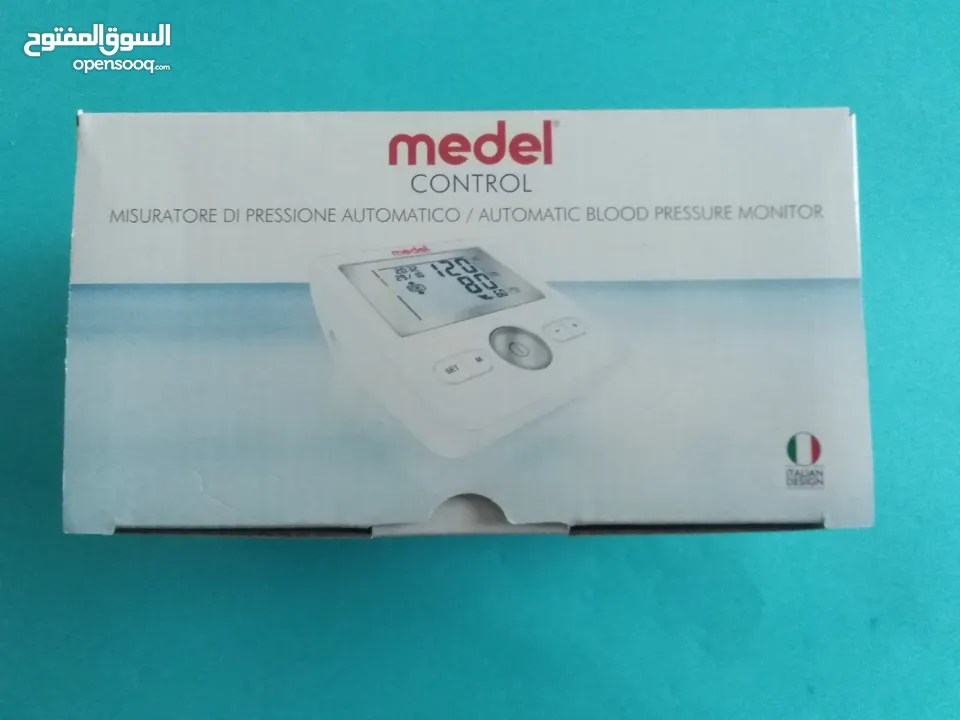 السوق المفتوح
opensooq.com
medel
CONTROL
MISURATORE DI PRESSIONE AUTOMATICO / AUTOMATIC BLOOD PRESSURE MONITOR
medel
120
80
SET M
ITALIAN
DESIGN